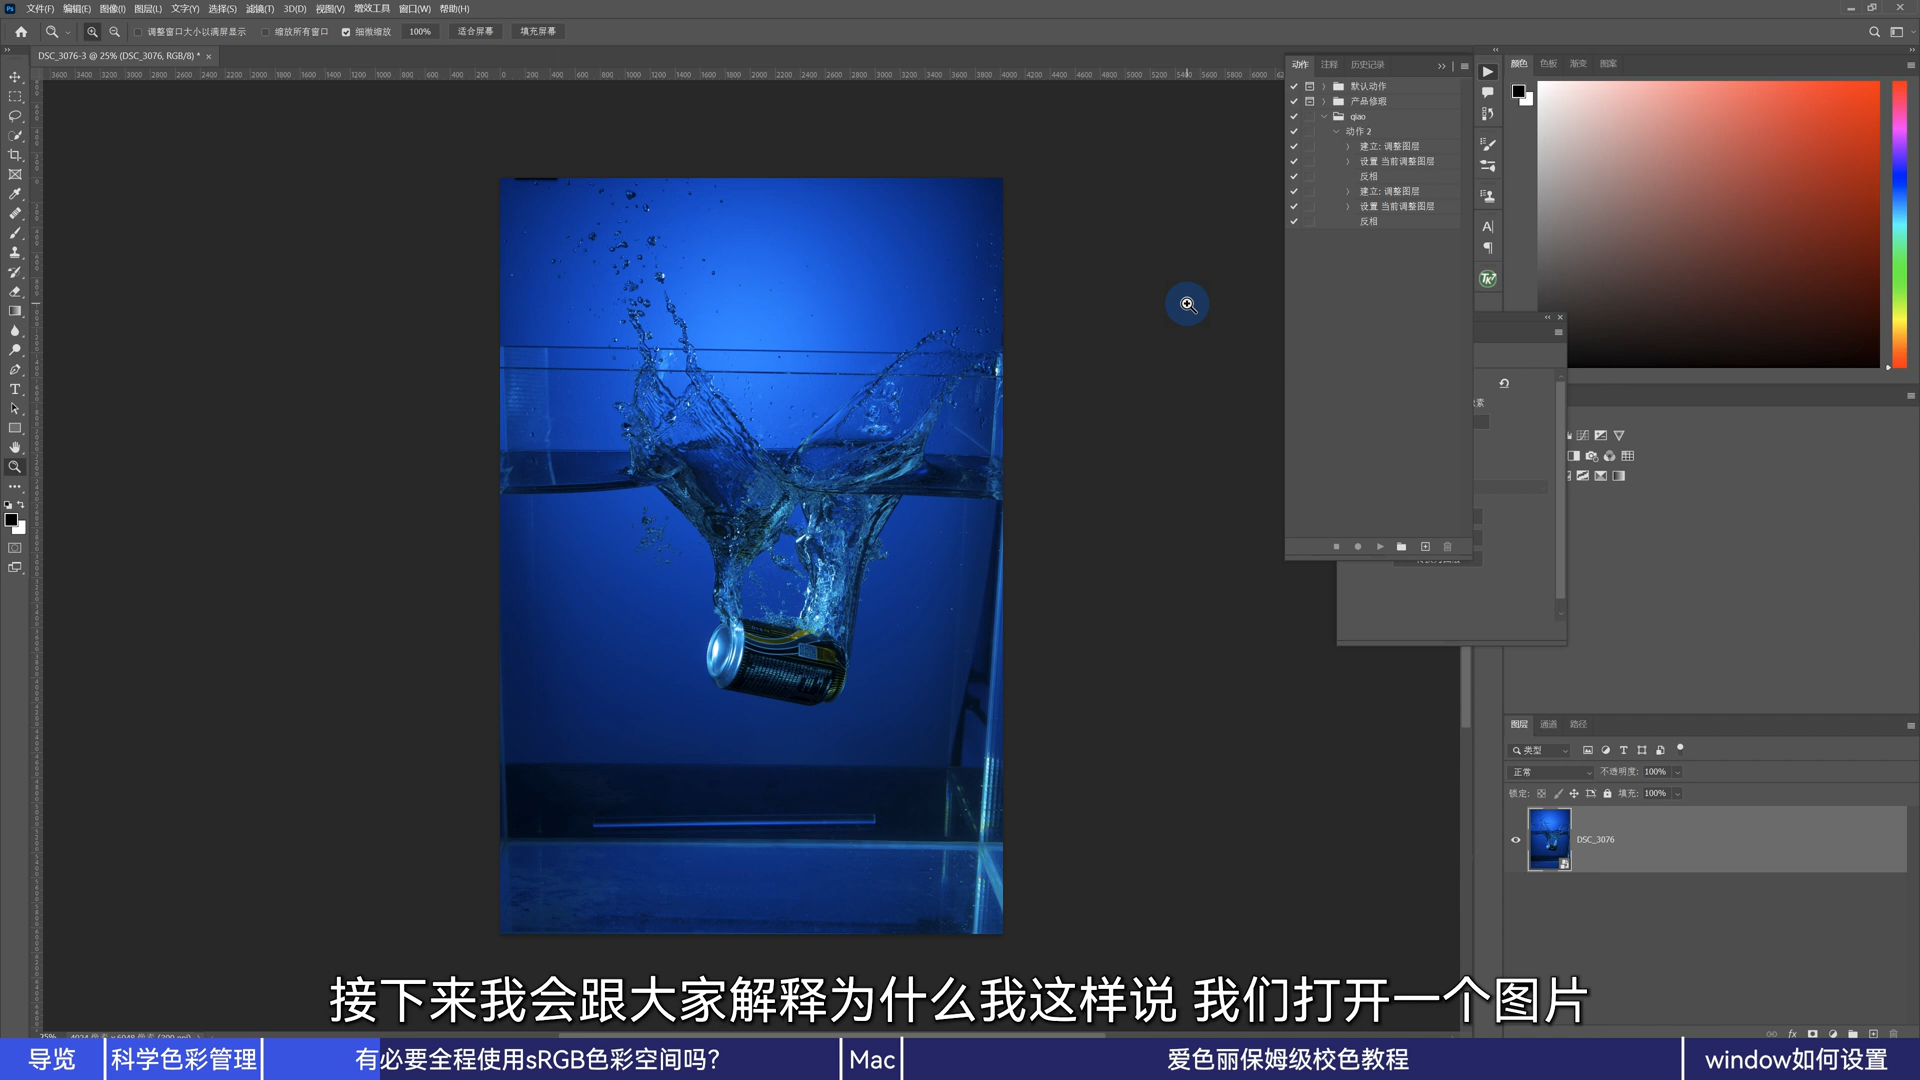 文件(F) 编辑(E) 图像(I) 图层(L) 文字(Y) 选择(S) 滤镜(T) 3D(D) 视图(V) 增效工具 窗口(W) 帮助(H)
调整窗口大小以满屏显示 缩放所有窗口 细微缩放 100% 适合屏幕 填充屏幕
DSC_3076-3 @ 25% (DSC_3076, RGB/8) *
动作 注释 历史记录
默认动作
产品修瑕
qiao
动作 2
建立: 调整图层
设置 当前调整图层
反相
建立: 调整图层
设置 当前调整图层
反相
颜色 色板 渐变 图案
图层 通道 路径
类型
正常 不透明度: 100%
锁定: 填充: 100%
DSC_3076
接下来我会跟大家解释为什么我这样说 我们打开一个图片
导览 科学色彩管理 有必要全程使用sRGB色彩空间吗? Mac 爱色丽保姆级校色教程 window如何设置